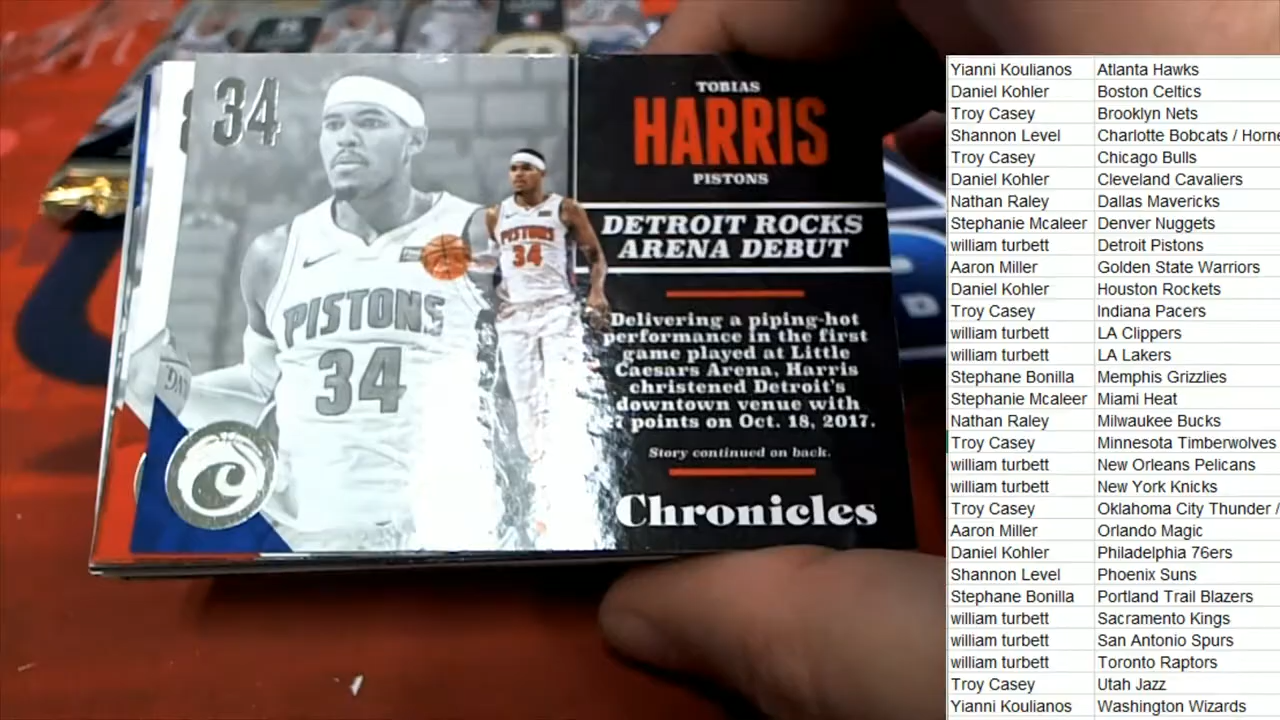 34
TOBIAS
HARRIS
PISTONS
DETROIT ROCKS
ARENA DEBUT
Delivering a piping-hot
performance in the first
game played at Little
Caesars Arena, Harris
christened Detroit's
downtown venue with
27 points on Oct. 18, 2017.
Story continued on back.
Chronicles
PISTONS
34
PISTONS
34
C
Yianni Koulianos Atlanta Hawks
Daniel Kohler Boston Celtics
Troy Casey Brooklyn Nets
Shannon Level Charlotte Bobcats / Horne
Troy Casey Chicago Bulls
Daniel Kohler Cleveland Cavaliers
Nathan Raley Dallas Mavericks
Stephanie Mcaleer Denver Nuggets
william turbett Detroit Pistons
Aaron Miller Golden State Warriors
Daniel Kohler Houston Rockets
Troy Casey Indiana Pacers
william turbett LA Clippers
william turbett LA Lakers
Stephane Bonilla Memphis Grizzlies
Stephanie Mcaleer Miami Heat
Nathan Raley Milwaukee Bucks
Troy Casey Minnesota Timberwolves
william turbett New Orleans Pelicans
william turbett New York Knicks
Troy Casey Oklahoma City Thunder /
Aaron Miller Orlando Magic
Daniel Kohler Philadelphia 76ers
Shannon Level Phoenix Suns
Stephane Bonilla Portland Trail Blazers
william turbett Sacramento Kings
william turbett San Antonio Spurs
william turbett Toronto Raptors
Troy Casey Utah Jazz
Yianni Koulianos Washington Wizards